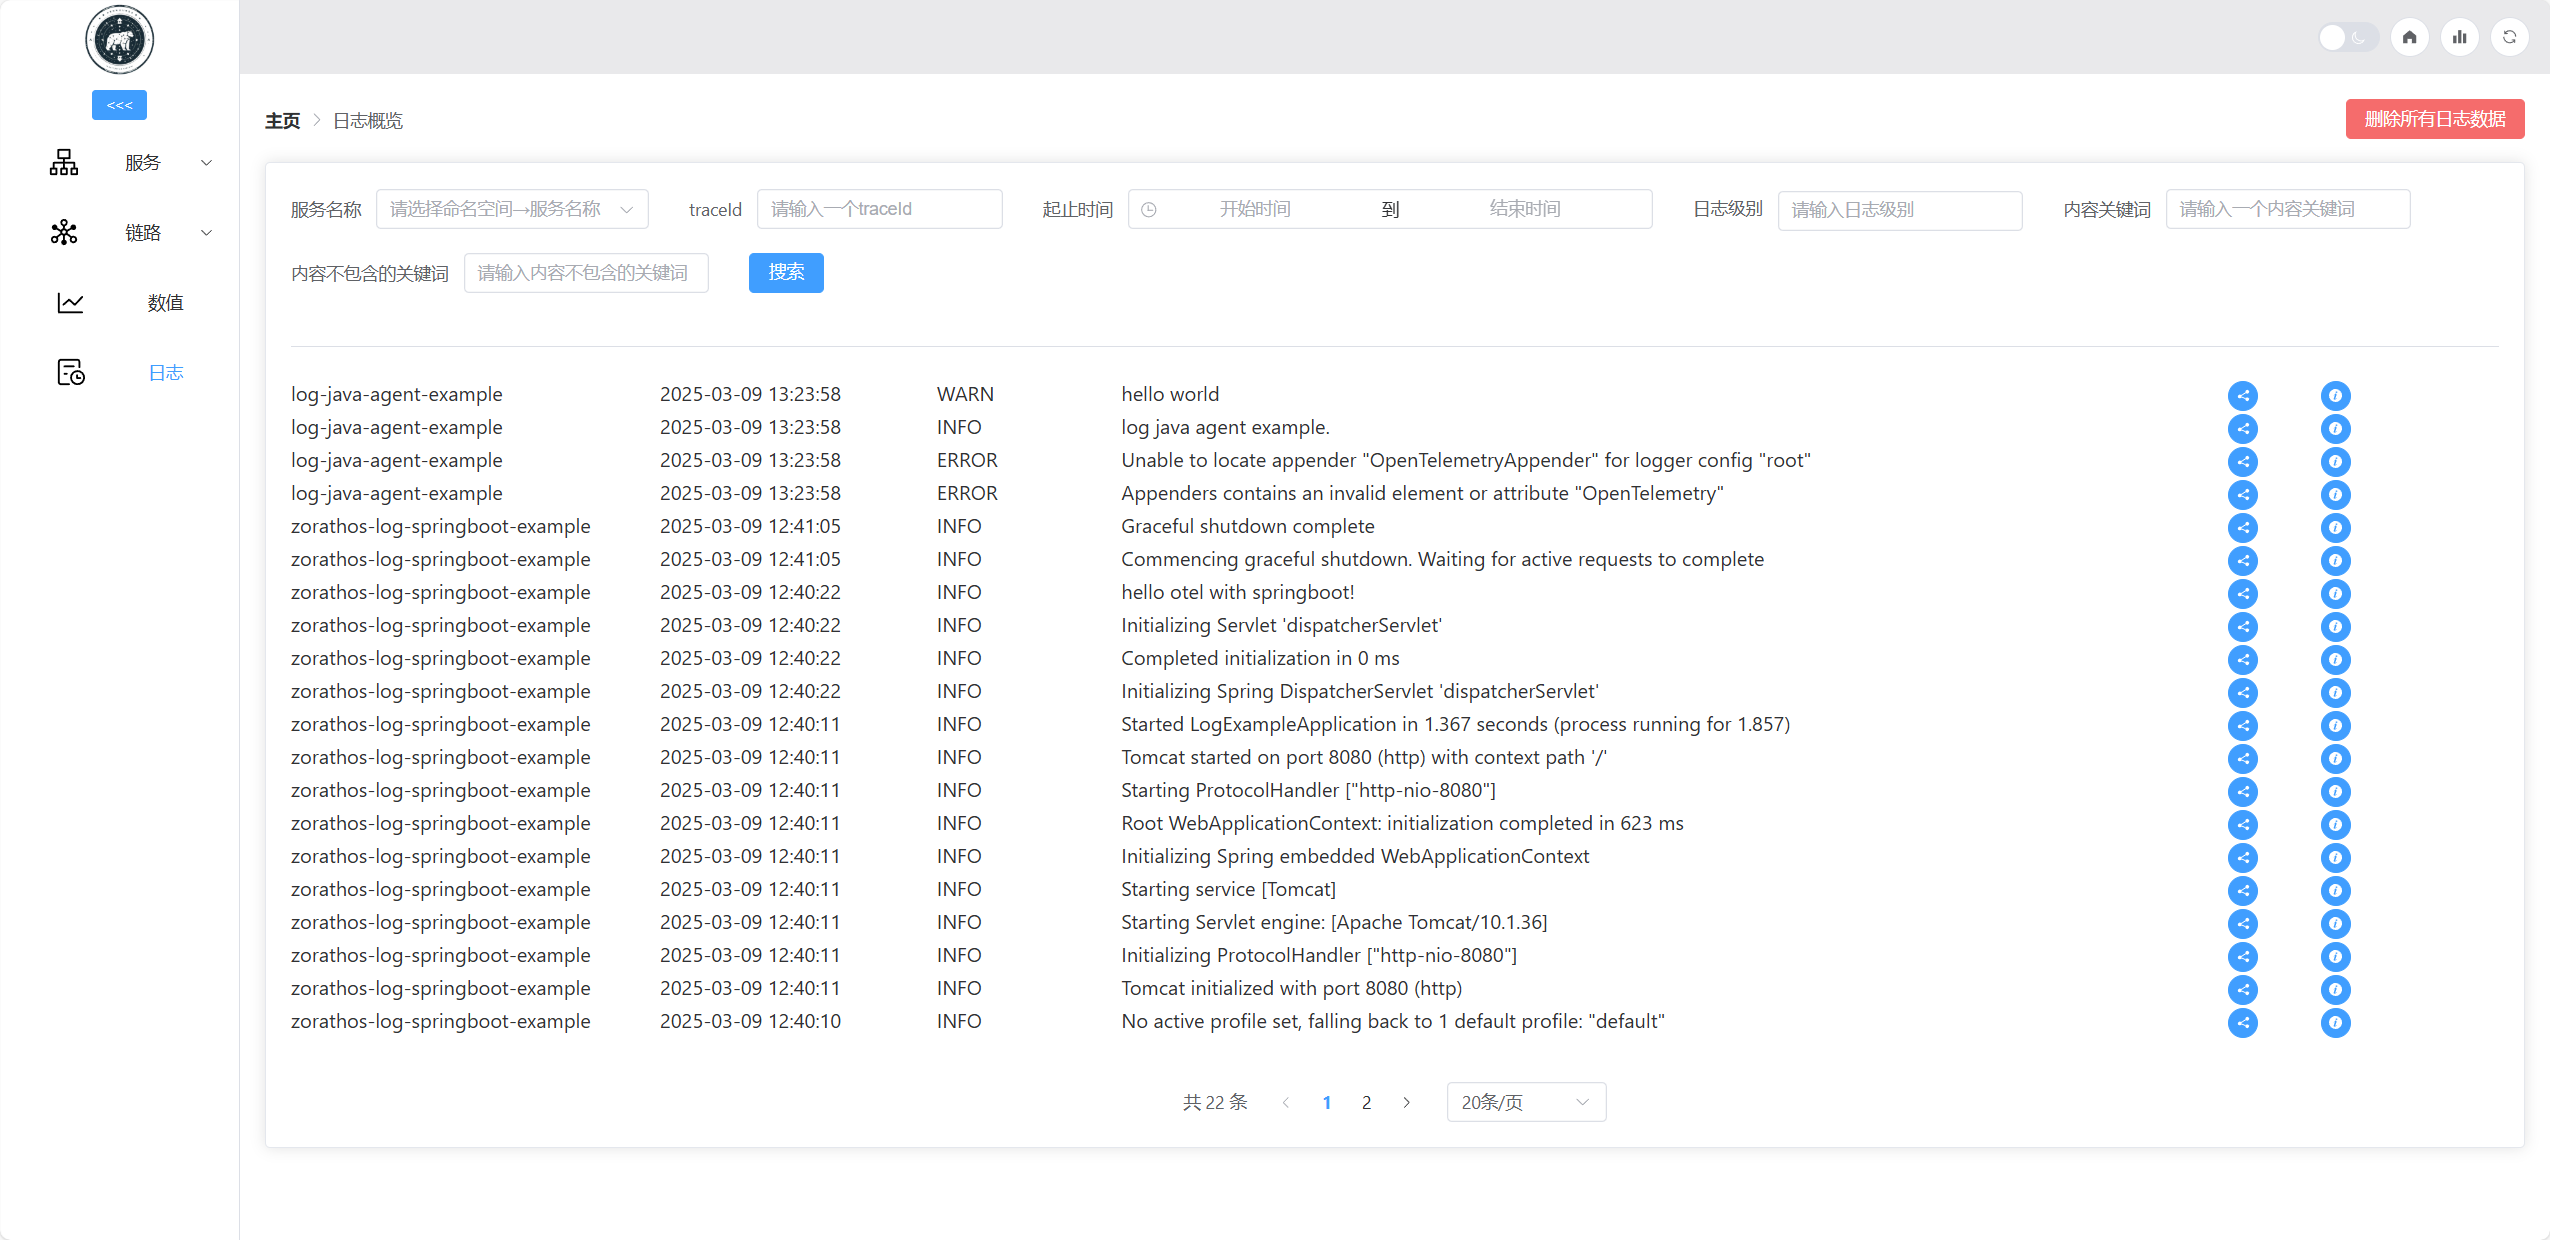 <<<
服务
链路
数值
日志
主页 > 日志概览
删除所有日志数据
服务名称 请选择命名空间→服务名称 traceId 请输入一个traceId 起止时间 开始时间 到 结束时间 日志级别 请输入日志级别 内容关键词 请输入一个内容关键词
内容不包含的关键词 请输入内容不包含的关键词 搜索
log-java-agent-example 2025-03-09 13:23:58 WARN hello world
log-java-agent-example 2025-03-09 13:23:58 INFO log java agent example.
log-java-agent-example 2025-03-09 13:23:58 ERROR Unable to locate appender "OpenTelemetryAppender" for logger config "root"
log-java-agent-example 2025-03-09 13:23:58 ERROR Appenders contains an invalid element or attribute "OpenTelemetry"
zorathos-log-springboot-example 2025-03-09 12:41:05 INFO Graceful shutdown complete
zorathos-log-springboot-example 2025-03-09 12:41:05 INFO Commencing graceful shutdown. Waiting for active requests to complete
zorathos-log-springboot-example 2025-03-09 12:40:22 INFO hello otel with springboot!
zorathos-log-springboot-example 2025-03-09 12:40:22 INFO Initializing Servlet 'dispatcherServlet'
zorathos-log-springboot-example 2025-03-09 12:40:22 INFO Completed initialization in 0 ms
zorathos-log-springboot-example 2025-03-09 12:40:22 INFO Initializing Spring DispatcherServlet 'dispatcherServlet'
zorathos-log-springboot-example 2025-03-09 12:40:11 INFO Started LogExampleApplication in 1.367 seconds (process running for 1.857)
zorathos-log-springboot-example 2025-03-09 12:40:11 INFO Tomcat started on port 8080 (http) with context path '/'
zorathos-log-springboot-example 2025-03-09 12:40:11 INFO Starting ProtocolHandler ["http-nio-8080"]
zorathos-log-springboot-example 2025-03-09 12:40:11 INFO Root WebApplicationContext: initialization completed in 623 ms
zorathos-log-springboot-example 2025-03-09 12:40:11 INFO Initializing Spring embedded WebApplicationContext
zorathos-log-springboot-example 2025-03-09 12:40:11 INFO Starting service [Tomcat]
zorathos-log-springboot-example 2025-03-09 12:40:11 INFO Starting Servlet engine: [Apache Tomcat/10.1.36]
zorathos-log-springboot-example 2025-03-09 12:40:11 INFO Initializing ProtocolHandler ["http-nio-8080"]
zorathos-log-springboot-example 2025-03-09 12:40:11 INFO Tomcat initialized with port 8080 (http)
zorathos-log-springboot-example 2025-03-09 12:40:10 INFO No active profile set, falling back to 1 default profile: "default"
共 22 条 < 1 2 > 20条/页